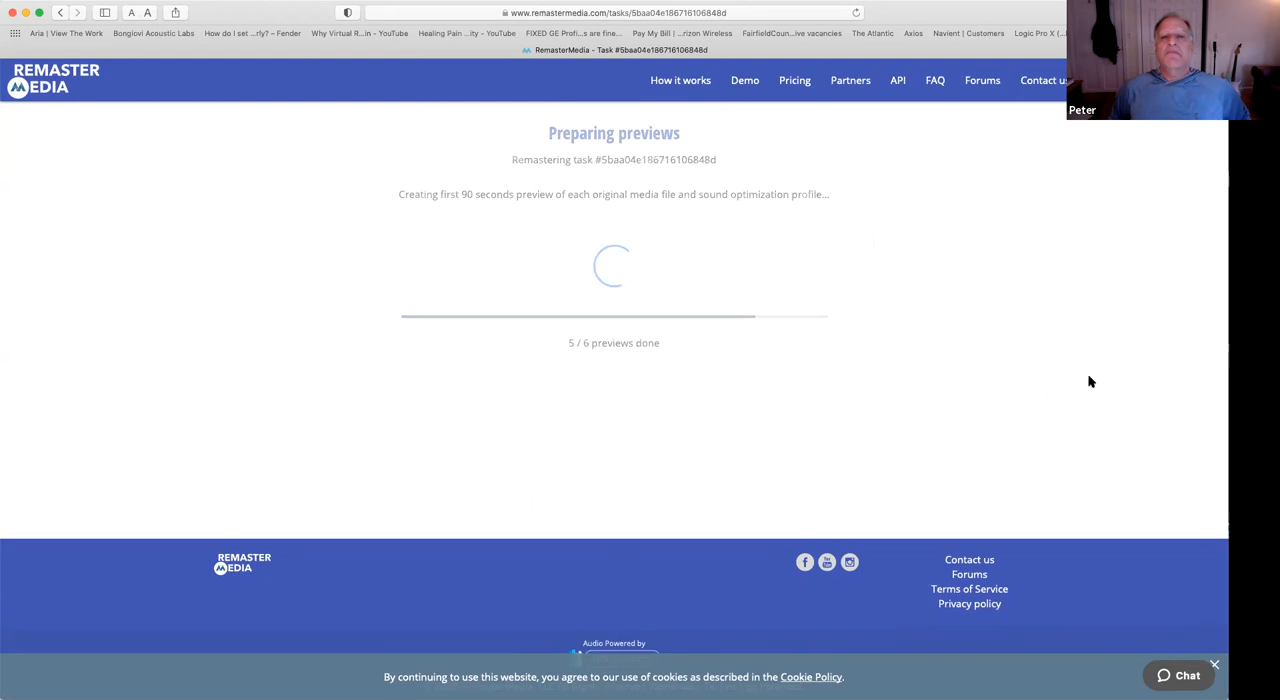 www.remastermedia.com/tasks/5baa04e186716106848d
A A
Aria | View The Work Bongiovi Acoustic Labs How do I set ...rly? – Fender Why Virtual R...in - YouTube Healing Pain ...ity - YouTube FIXED GE Profi...s are fine... Pay My Bill | ...rizon Wireless FairfieldCoun...ive vacancies The Atlantic Axios Navient | Customers Logic Pro X (...
RemasterMedia - Task #5baa04e186716106848d
REMASTER
MEDIA
How it works Demo Pricing Partners API FAQ Forums Contact us
Peter
Preparing previews
Remastering task #5baa04e186716106848d
Creating first 90 seconds preview of each original media file and sound optimization profile...
5 / 6 previews done
REMASTER
MEDIA
Contact us
Forums
Terms of Service
Privacy policy
Audio Powered by
By continuing to use this website, you agree to our use of cookies as described in the Cookie Policy.
Chat